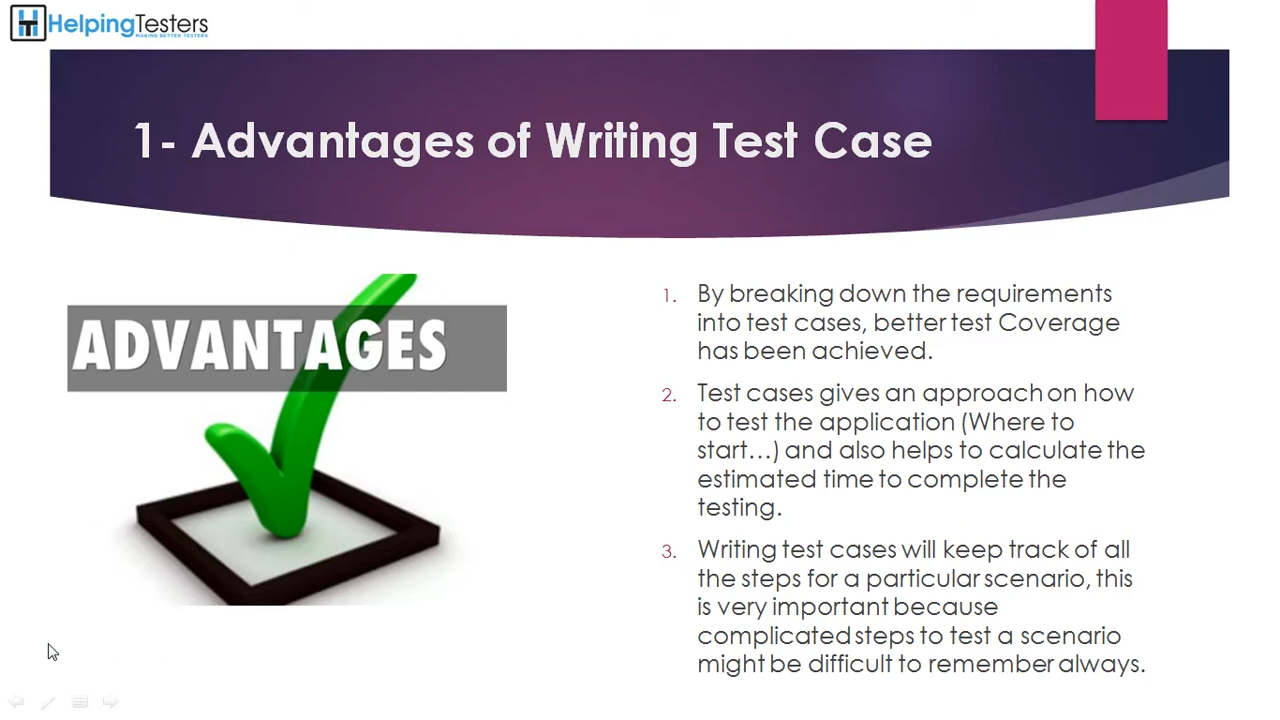 HelpingTesters
MAKING BETTER TESTERS
1- Advantages of Writing Test Case
ADVANTAGES
1. By breaking down the requirements
into test cases, better test Coverage
has been achieved.
2. Test cases gives an approach on how
to test the application (Where to
start...) and also helps to calculate the
estimated time to complete the
testing.
3. Writing test cases will keep track of all
the steps for a particular scenario, this
is very important because
complicated steps to test a scenario
might be difficult to remember always.